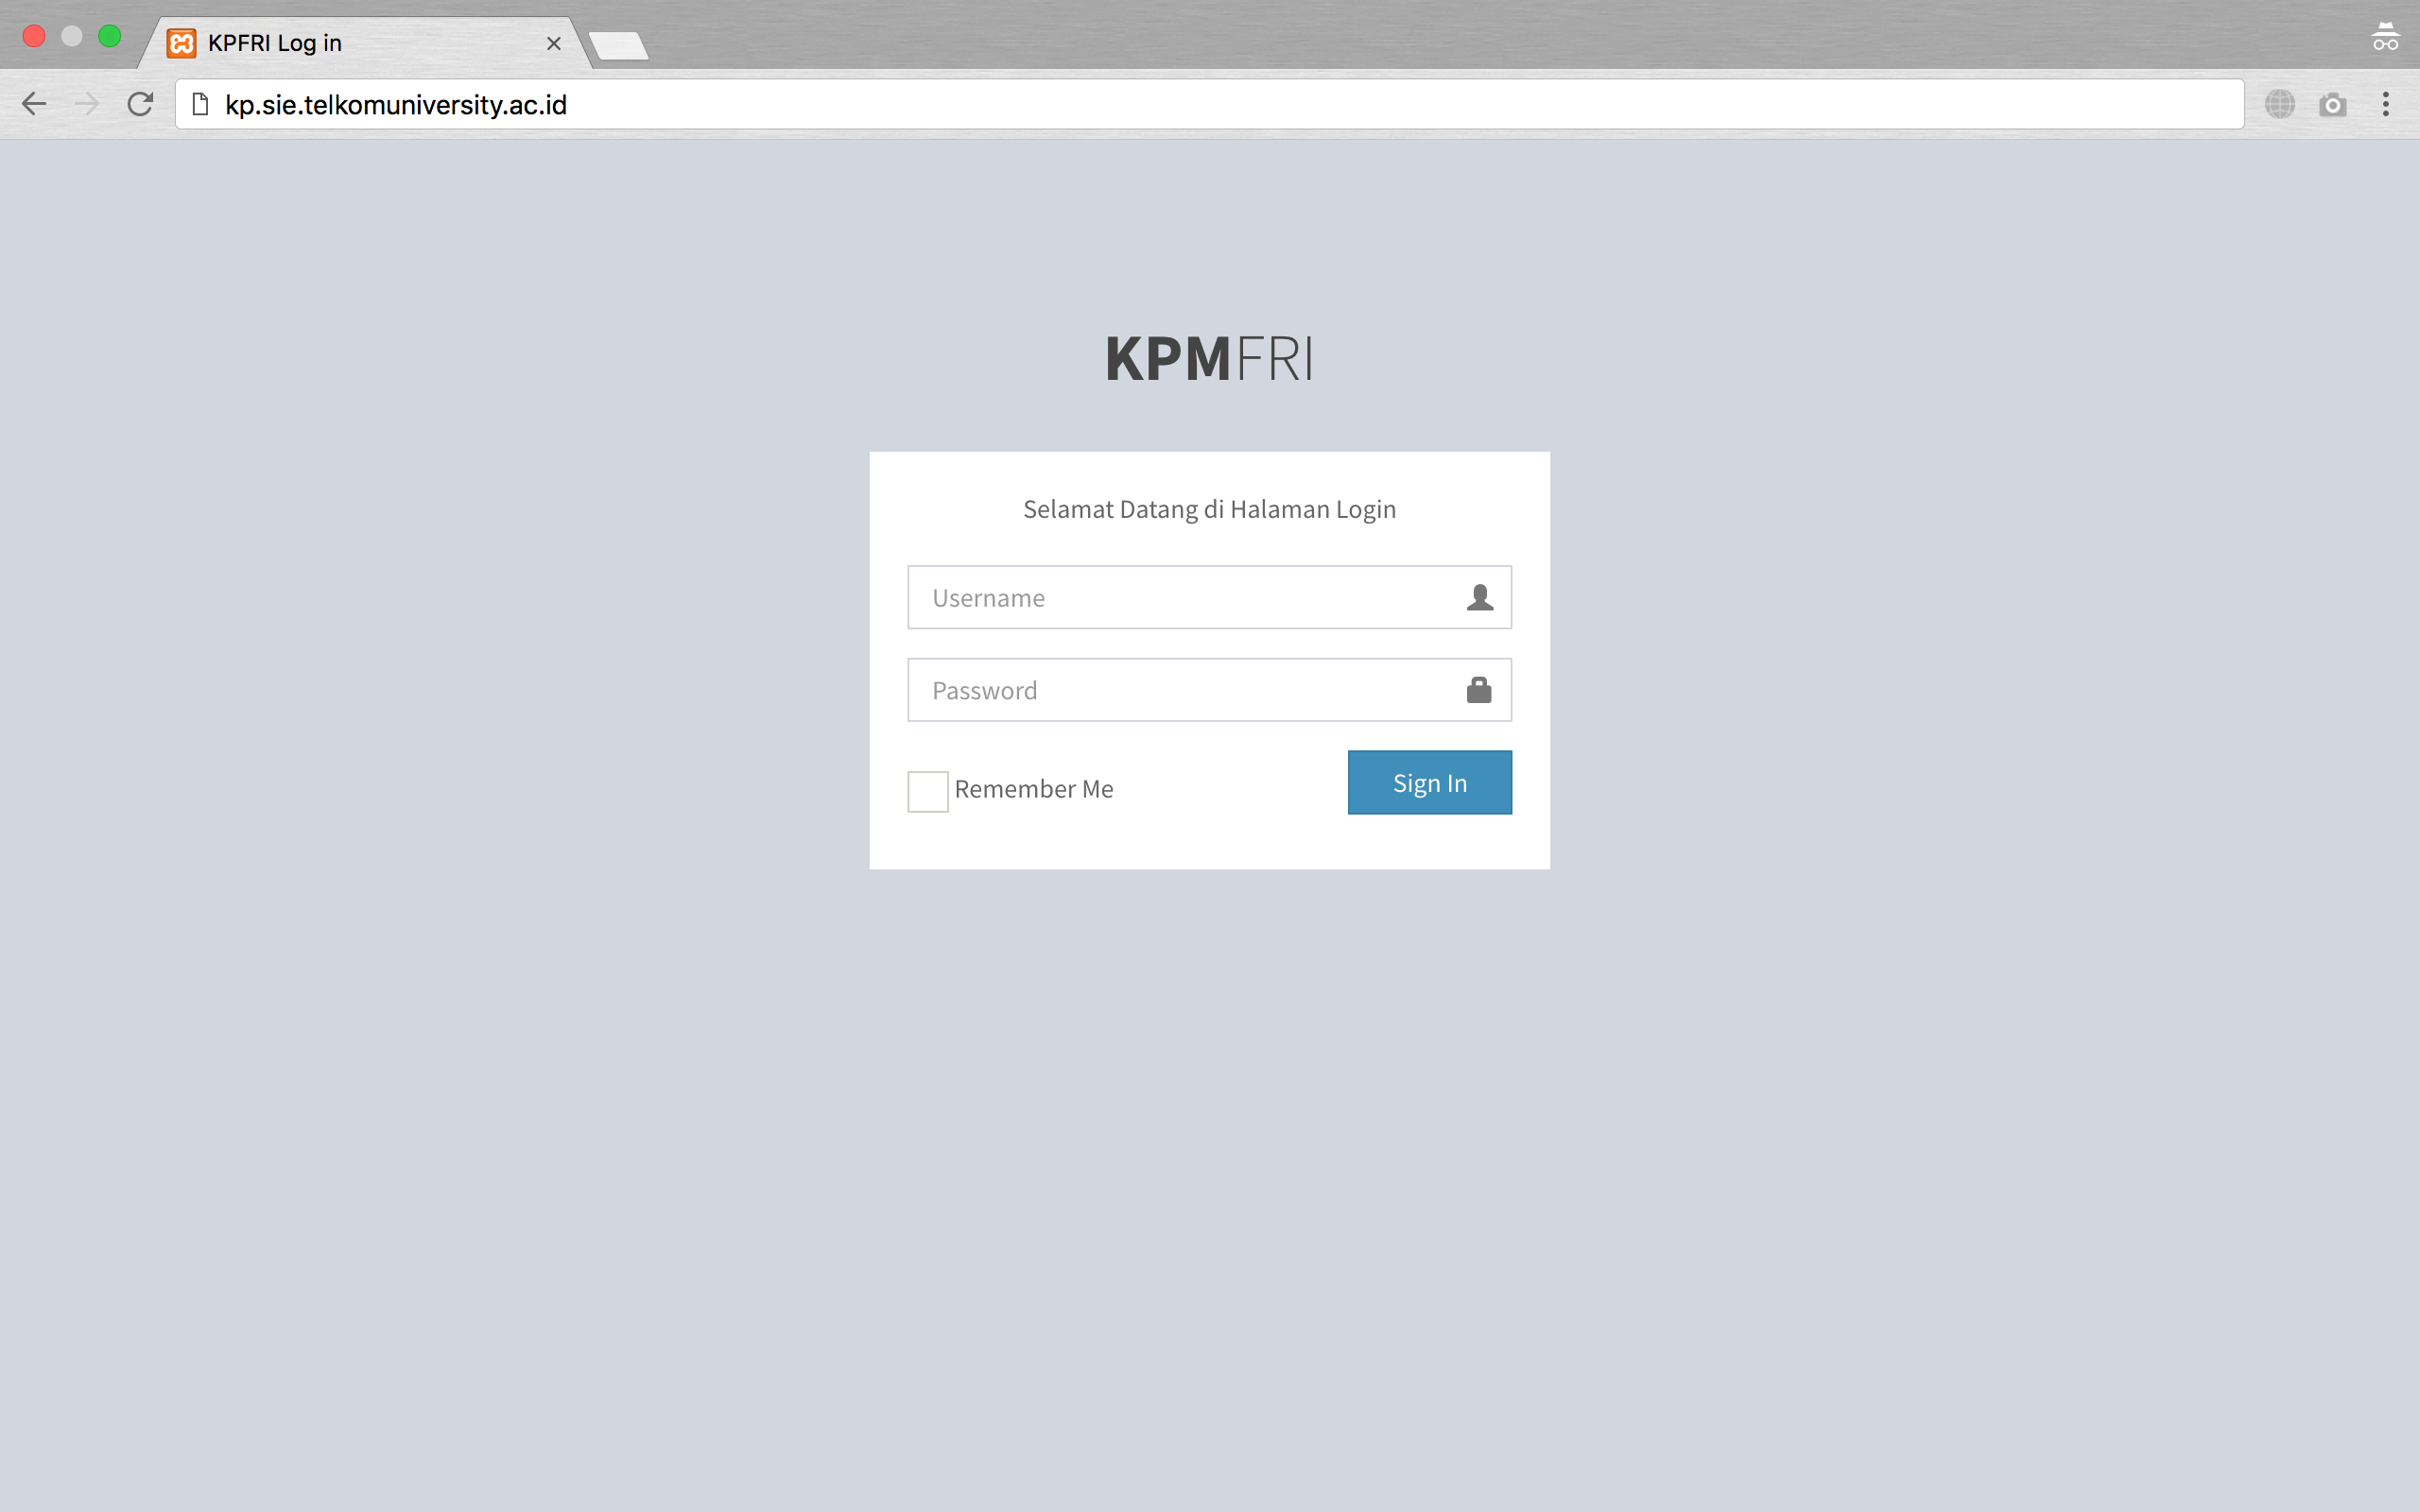 KPFRI Log in
kp.sie.telkomuniversity.ac.id
KPMFRI
Selamat Datang di Halaman Login
Username
Password
Remember Me
Sign In